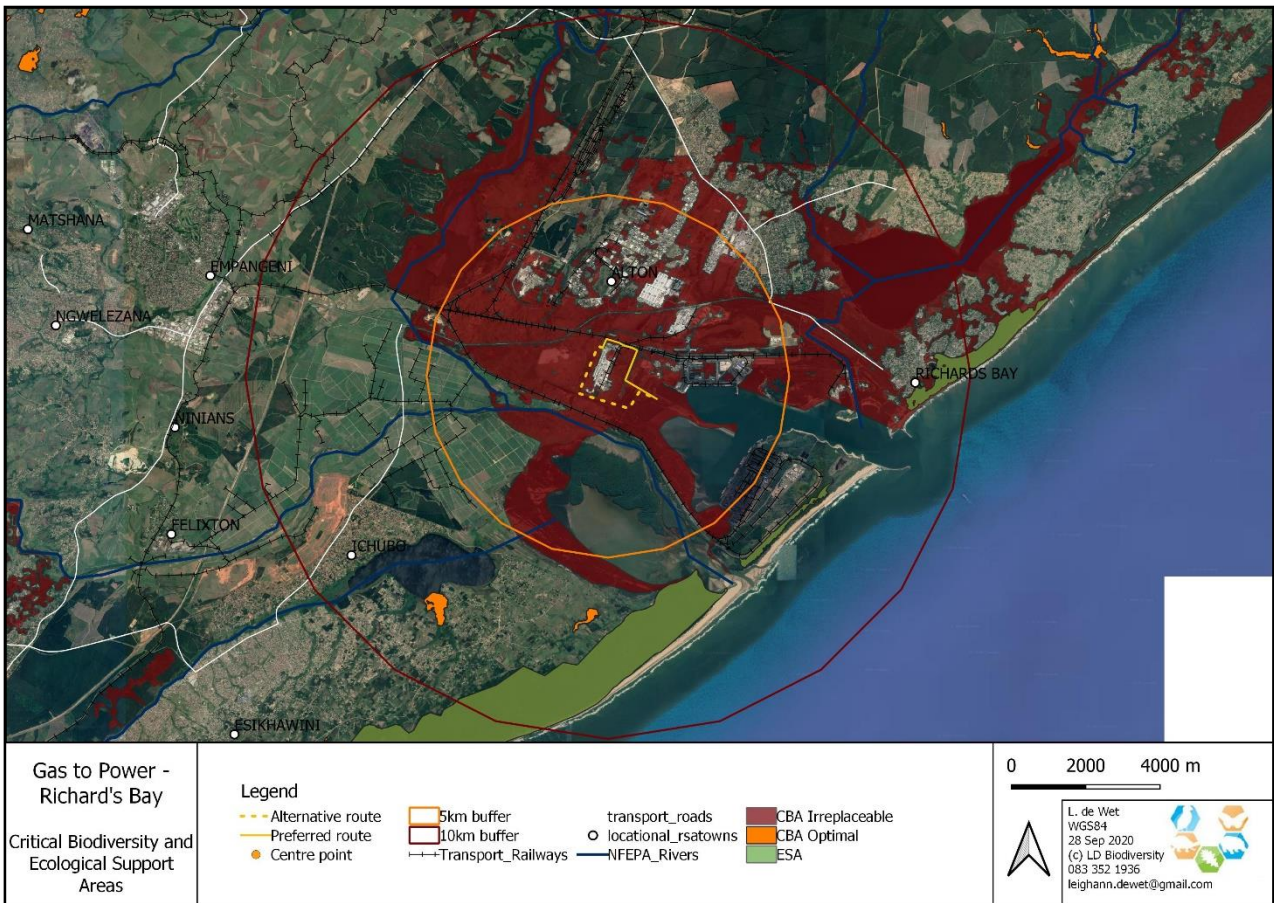 MATSHANA
EMPANGENI
ALTON
NGWELEZANA
RICHARDS BAY
NINIANS
FELIXTON
ICHUBO
ESIKHAWINI
Gas to Power -
Richard's Bay
Critical Biodiversity and
Ecological Support
Areas
Legend
Alternative route
Preferred route
Centre point
5km buffer
10km buffer
Transport_Railways
transport_roads
locational_rsatowns
NFEPA_Rivers
CBA Irreplaceable
CBA Optimal
ESA
0 2000 4000 m
L. de Wet
WGS84
28 Sep 2020
(c) LD Biodiversity
083 352 1936
leighann.dewet@gmail.com